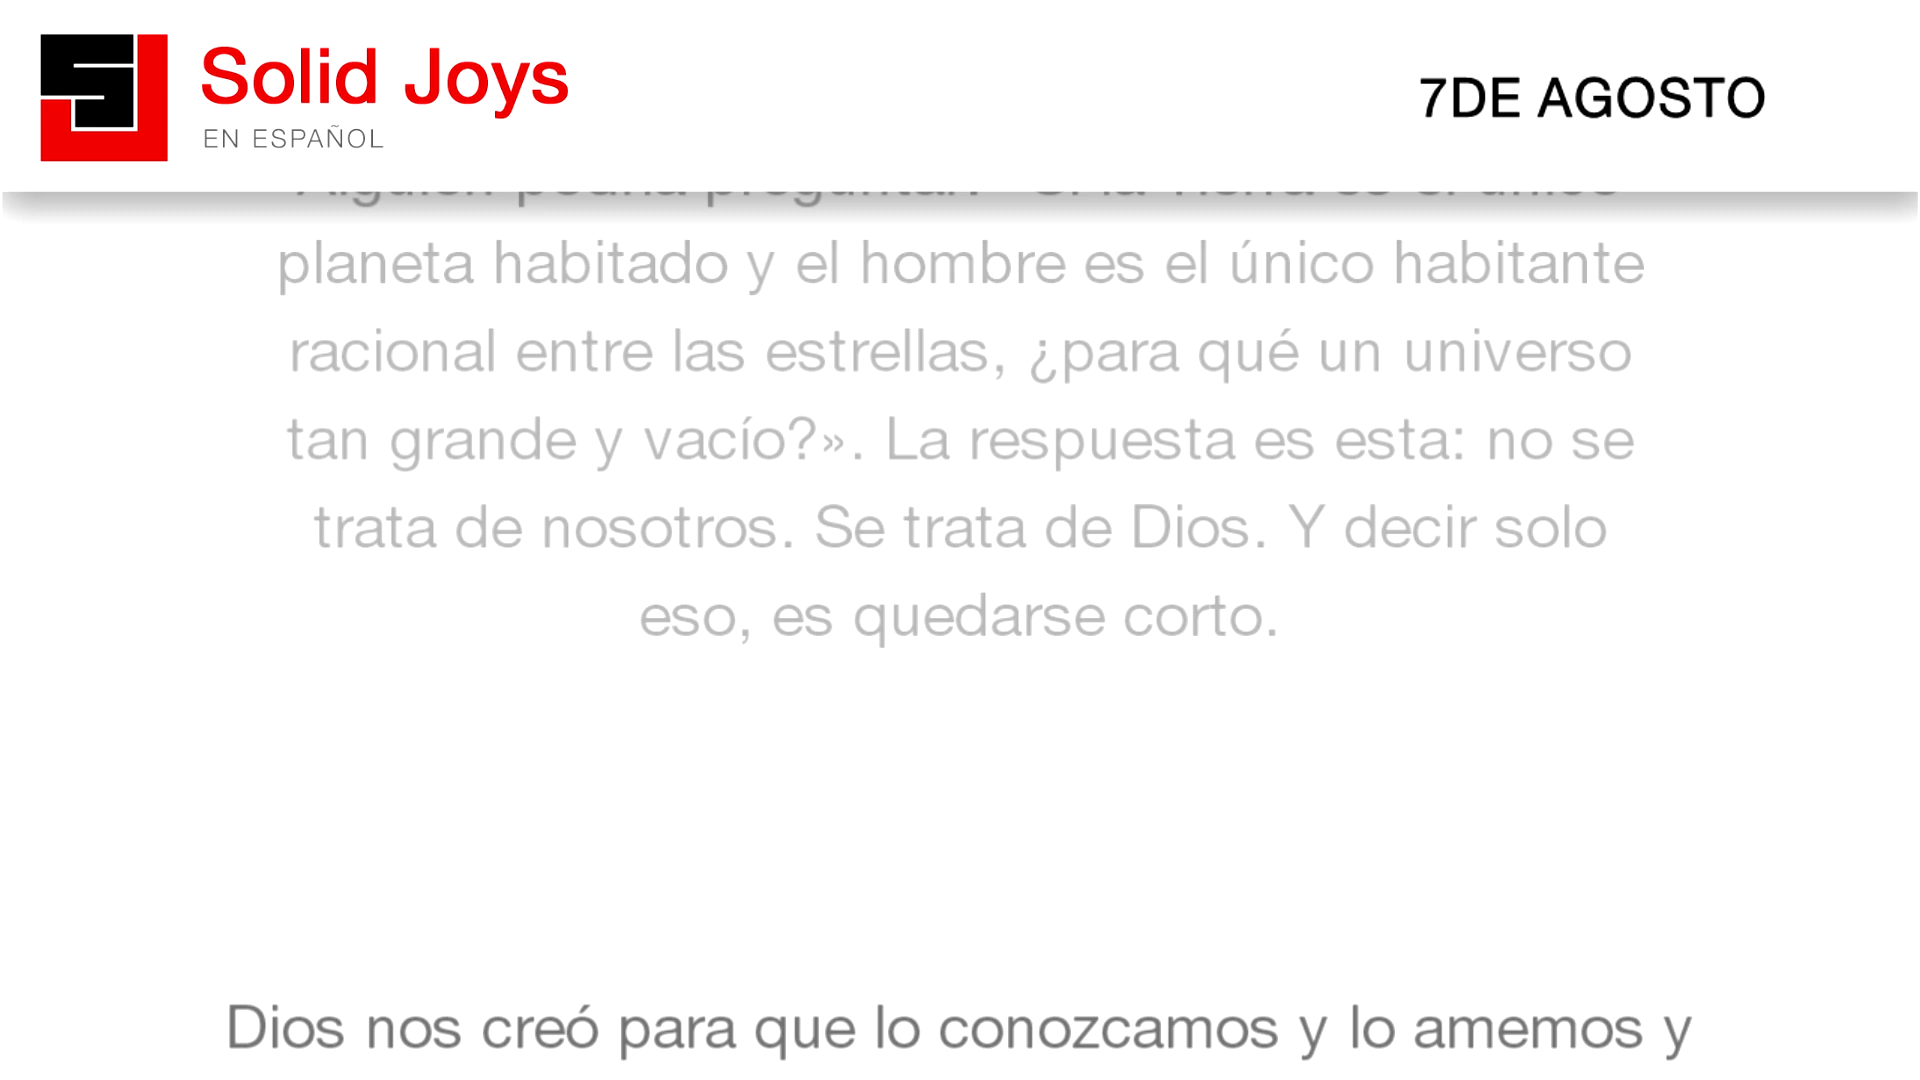 Solid Joys
EN ESPAÑOL
7DE AGOSTO
planeta habitado y el hombre es el único habitante
racional entre las estrellas, ¿para qué un universo
tan grande y vacío?». La respuesta es esta: no se
trata de nosotros. Se trata de Dios. Y decir solo
eso, es quedarse corto.
Dios nos creó para que lo conozcamos y lo amemos y